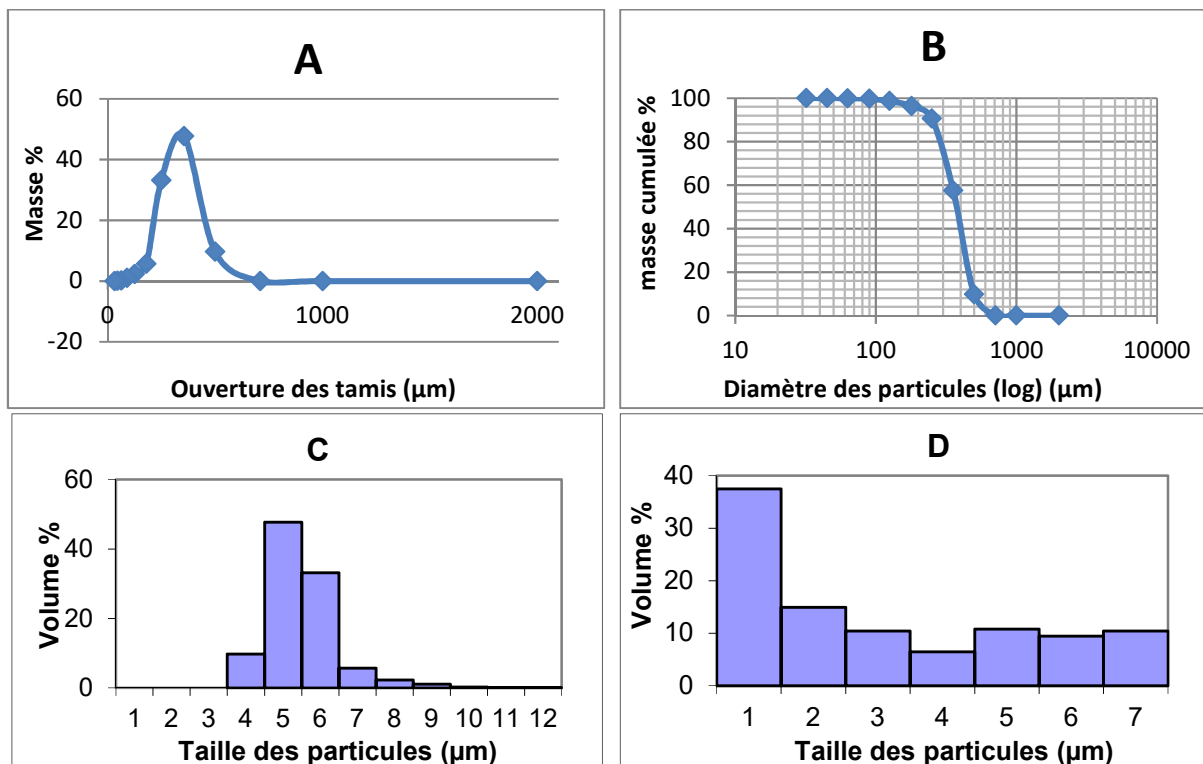 A
60
40
20
0
-20
Masse %
0 1000 2000
Ouverture des tamis (µm)
B
100
80
60
40
20
0
masse cumulée %
10 100 1000 10000
Diamètre des particules (log) (µm)
C
60
40
20
0
Volume %
1 2 3 4 5 6 7 8 9 10 11 12
Taille des particules (µm)
D
40
30
20
10
0
Volume %
1 2 3 4 5 6 7
Taille des particules (µm)